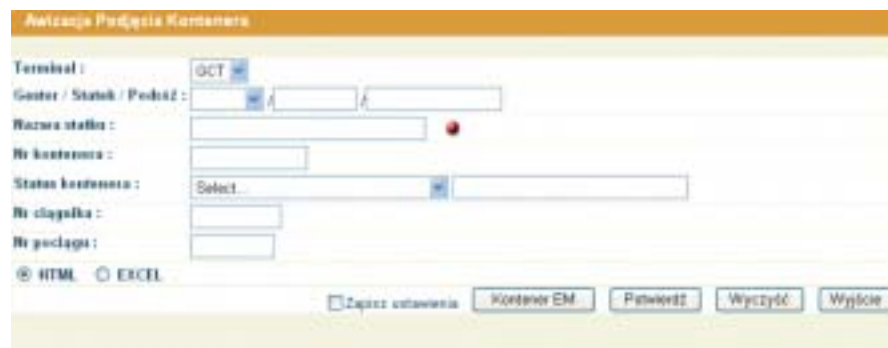 Awizacja Podjęcia Kontenera
Terminal : GCT
Gestor / Statek / Podróż : / /
Nazwa statku :
Nr kontenera :
Status kontenera : Select...
Nr ciągnika :
Nr pociągu :
HTML EXCEL
Zapisz ustawienia Kontener EM Potwierdź Wyczyść Wyjście